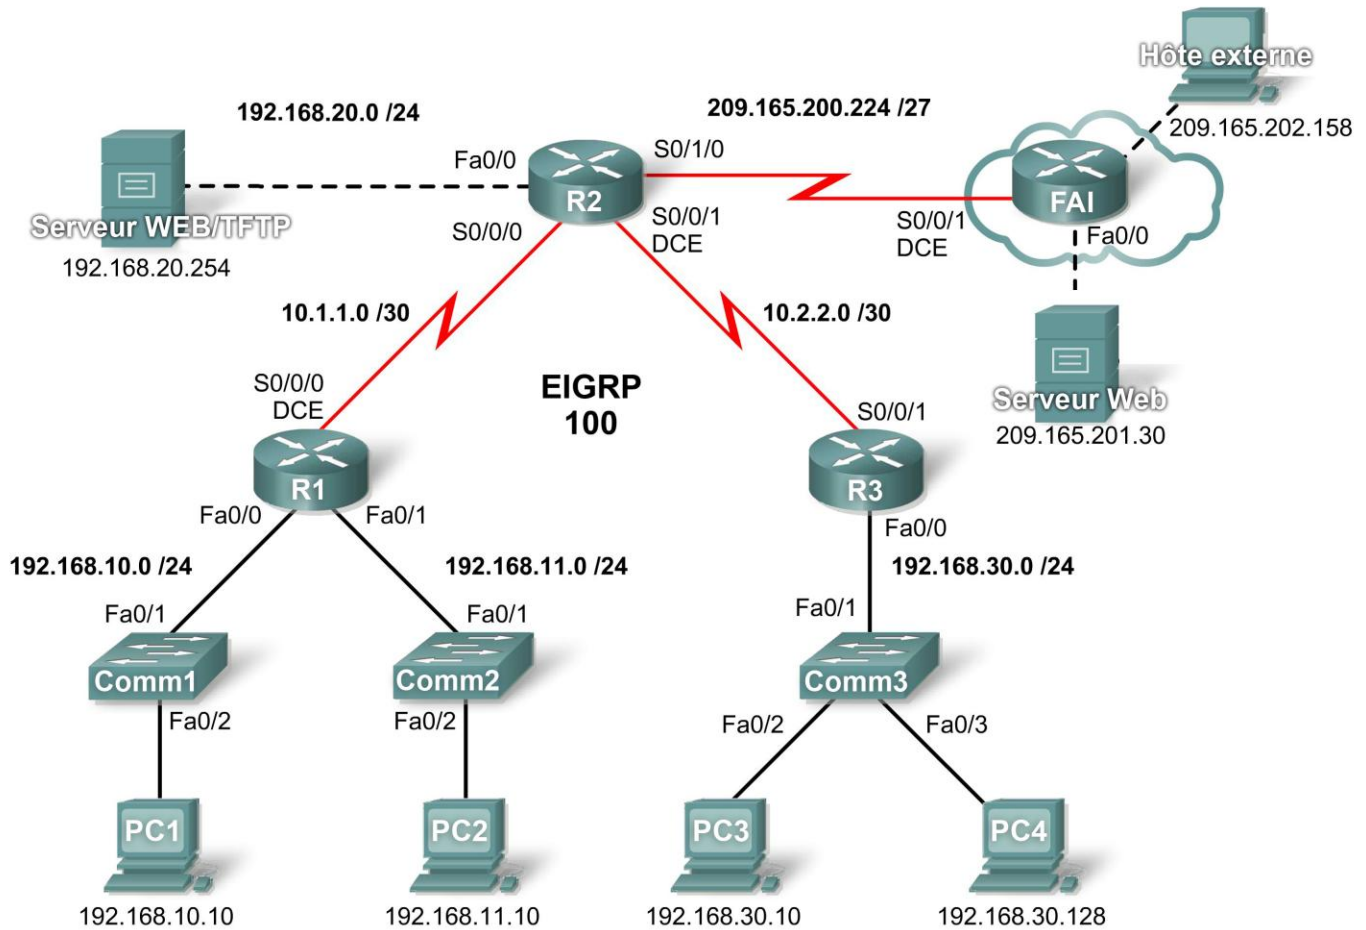 Hôte externe
209.165.202.158
192.168.20.0 /24
209.165.200.224 /27
Fa0/0
S0/1/0
R2
FAI
Serveur WEB/TFTP
192.168.20.254
S0/0/0
S0/0/1
DCE
S0/0/1
DCE
Fa0/0
10.1.1.0 /30
10.2.2.0 /30
EIGRP
100
Serveur Web
209.165.201.30
S0/0/0
DCE
S0/0/1
R1
R3
Fa0/0
Fa0/1
Fa0/0
192.168.10.0 /24
192.168.11.0 /24
192.168.30.0 /24
Fa0/1
Fa0/1
Fa0/1
Comm1
Comm2
Comm3
Fa0/2
Fa0/2
Fa0/2
Fa0/3
PC1
PC2
PC3
PC4
192.168.10.10
192.168.11.10
192.168.30.10
192.168.30.128